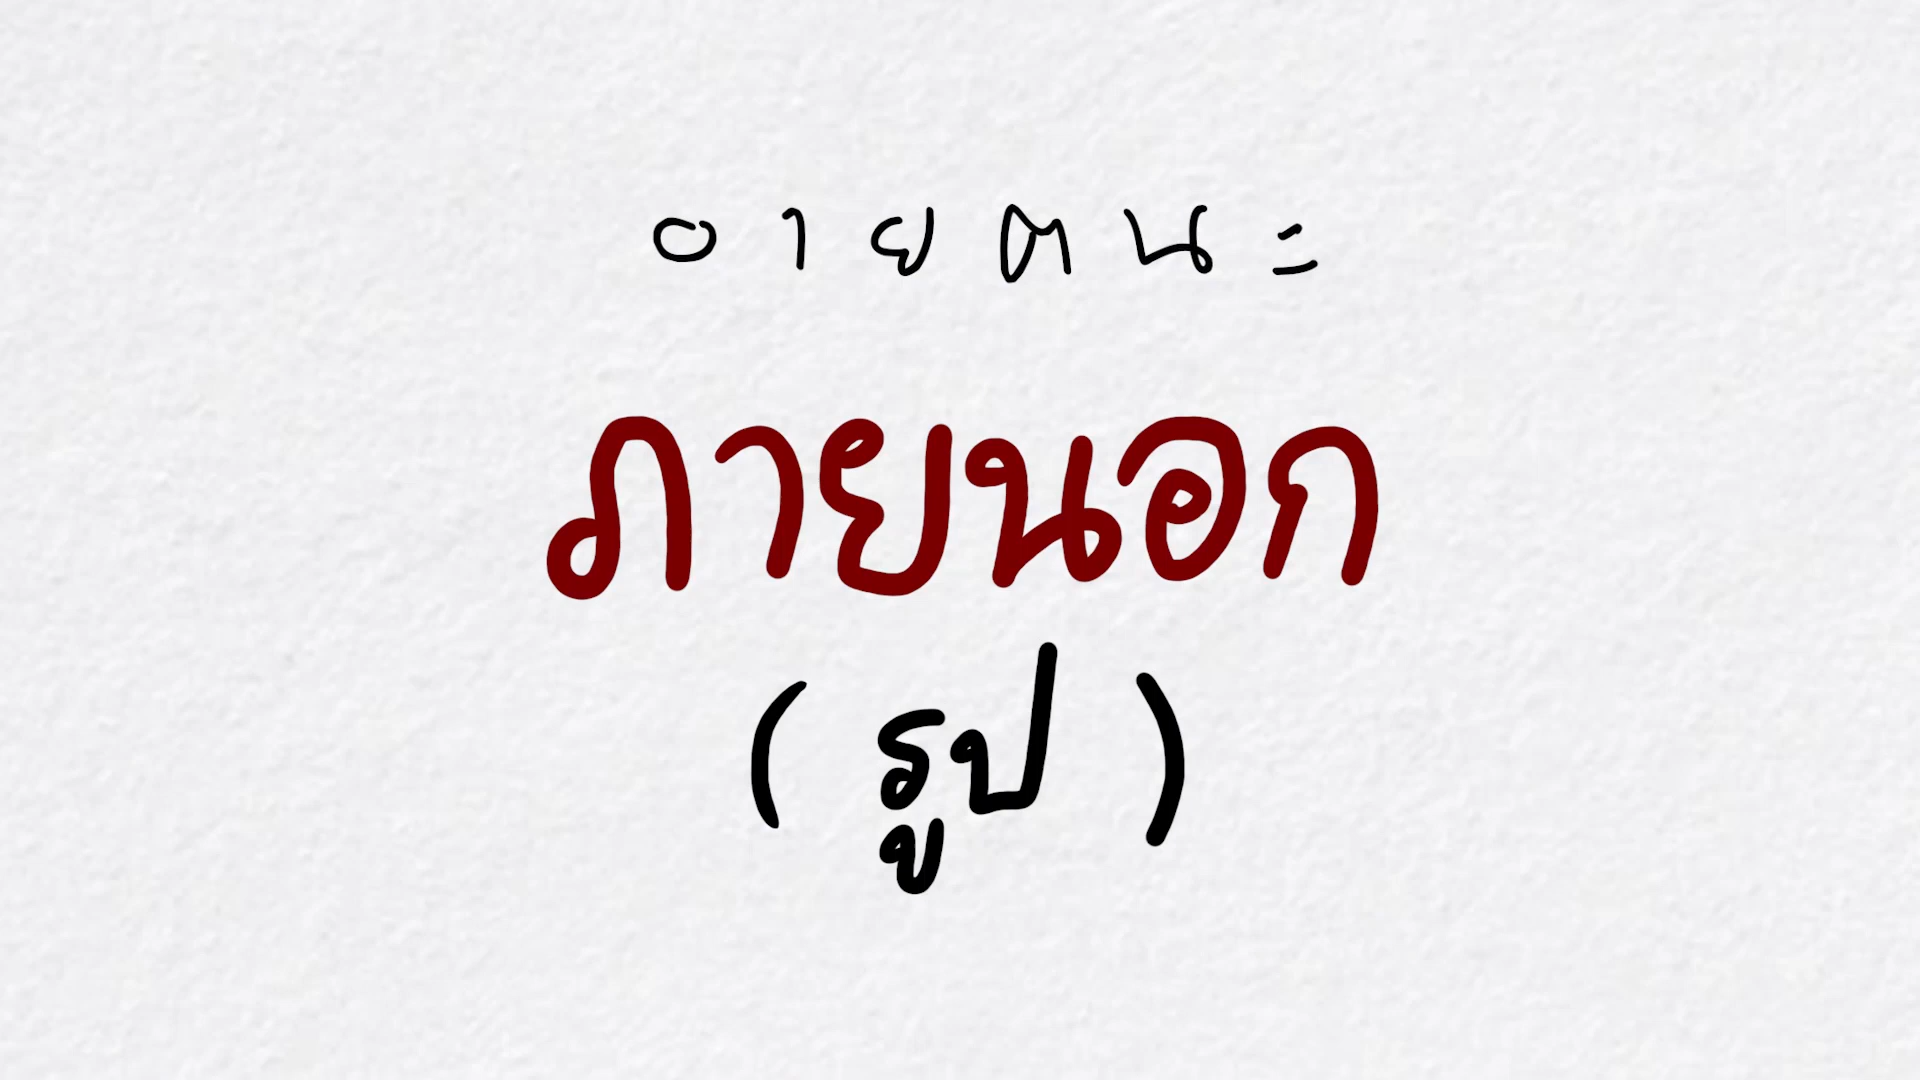 อายตนะ
ภายนอก
( รูป )